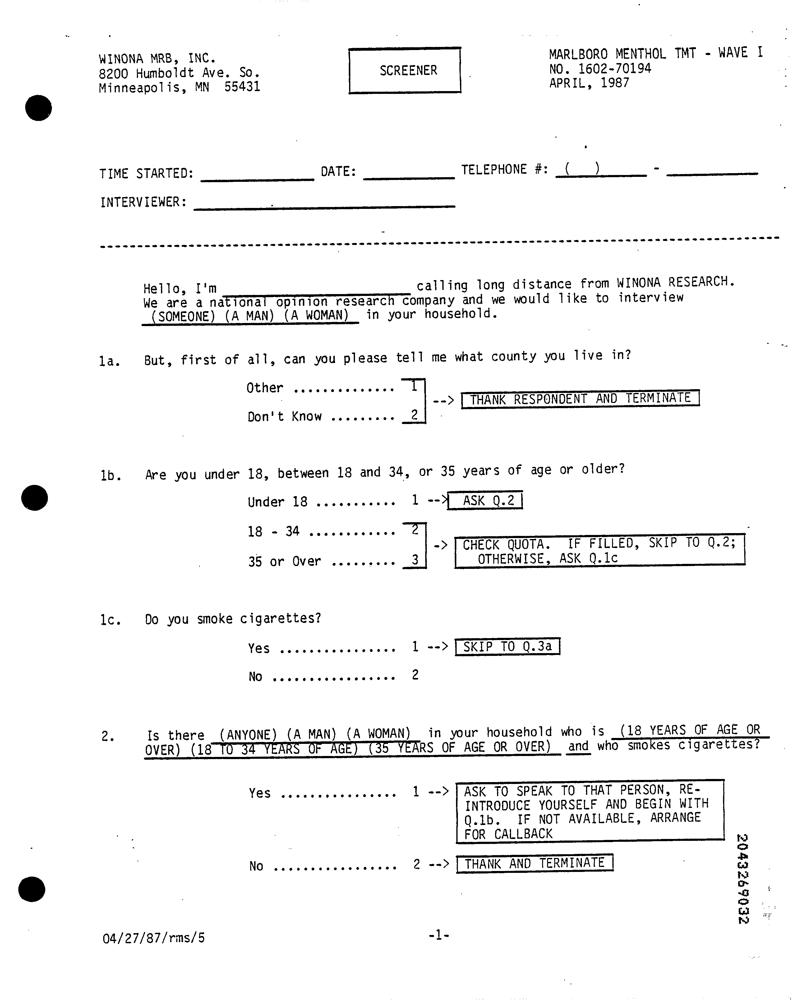 WINONA MRB, INC.
8200 Humboldt Ave. So.
Minneapolis, MN 55431
SCREENER
MARLBORO MENTHOL TMT - WAVE I
NO. 1602-70194
APRIL, 1987
TIME STARTED: ____________ DATE: __________ TELEPHONE #: ( ) ______ - __________
INTERVIEWER: ____________________________
Hello, I'm ____________________ calling long distance from WINONA RESEARCH.
We are a national opinion research company and we would like to interview
(SOMEONE) (A MAN) (A WOMAN) in your household.
1a. But, first of all, can you please tell me what county you live in?
Other .............. 1
--> THANK RESPONDENT AND TERMINATE
Don't Know ......... 2
1b. Are you under 18, between 18 and 34, or 35 years of age or older?
Under 18 ........... 1 --> ASK Q.2
18 - 34 ............ 2
-> CHECK QUOTA. IF FILLED, SKIP TO Q.2;
OTHERWISE, ASK Q.1c
35 or Over ......... 3
1c. Do you smoke cigarettes?
Yes ................ 1 --> SKIP TO Q.3a
No ................. 2
2. Is there (ANYONE) (A MAN) (A WOMAN) in your household who is (18 YEARS OF AGE OR
OVER) (18 TO 34 YEARS OF AGE) (35 YEARS OF AGE OR OVER) and who smokes cigarettes?
Yes ................ 1 --> ASK TO SPEAK TO THAT PERSON, RE-
INTRODUCE YOURSELF AND BEGIN WITH
Q.1b. IF NOT AVAILABLE, ARRANGE
FOR CALLBACK
No ................. 2 --> THANK AND TERMINATE
2043269032
04/27/87/rms/5
-1-